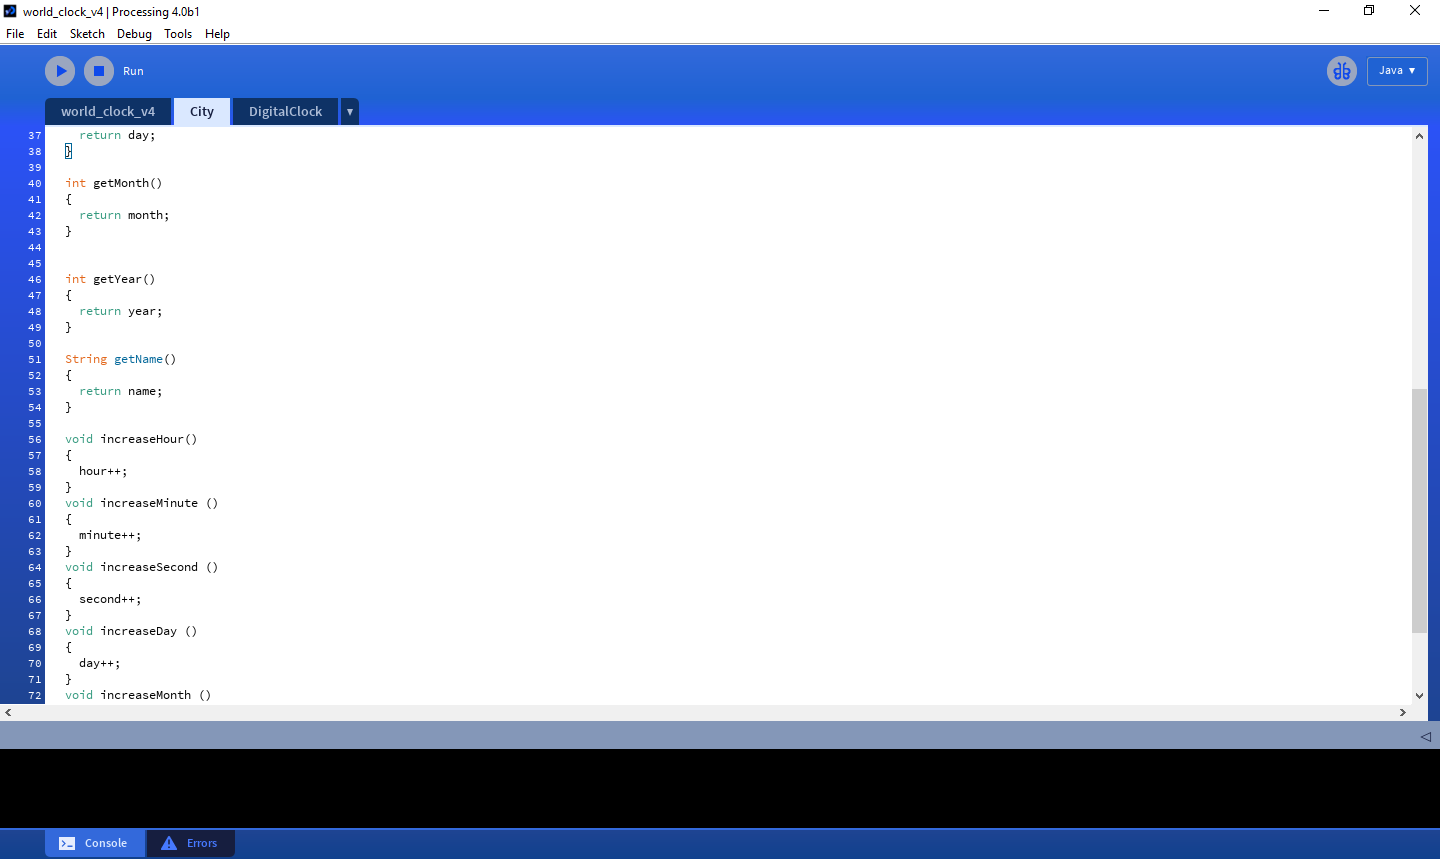 world_clock_v4 | Processing 4.0b1
File Edit Sketch Debug Tools Help
Run
Java ▼
world_clock_v4 City DigitalClock ▼
37 return day;
38 }
39
40 int getMonth()
41 {
42 return month;
43 }
44
45
46 int getYear()
47 {
48 return year;
49 }
50
51 String getName()
52 {
53 return name;
54 }
55
56 void increaseHour()
57 {
58 hour++;
59 }
60 void increaseMinute ()
61 {
62 minute++;
63 }
64 void increaseSecond ()
65 {
66 second++;
67 }
68 void increaseDay ()
69 {
70 day++;
71 }
72 void increaseMonth ()
Console Errors